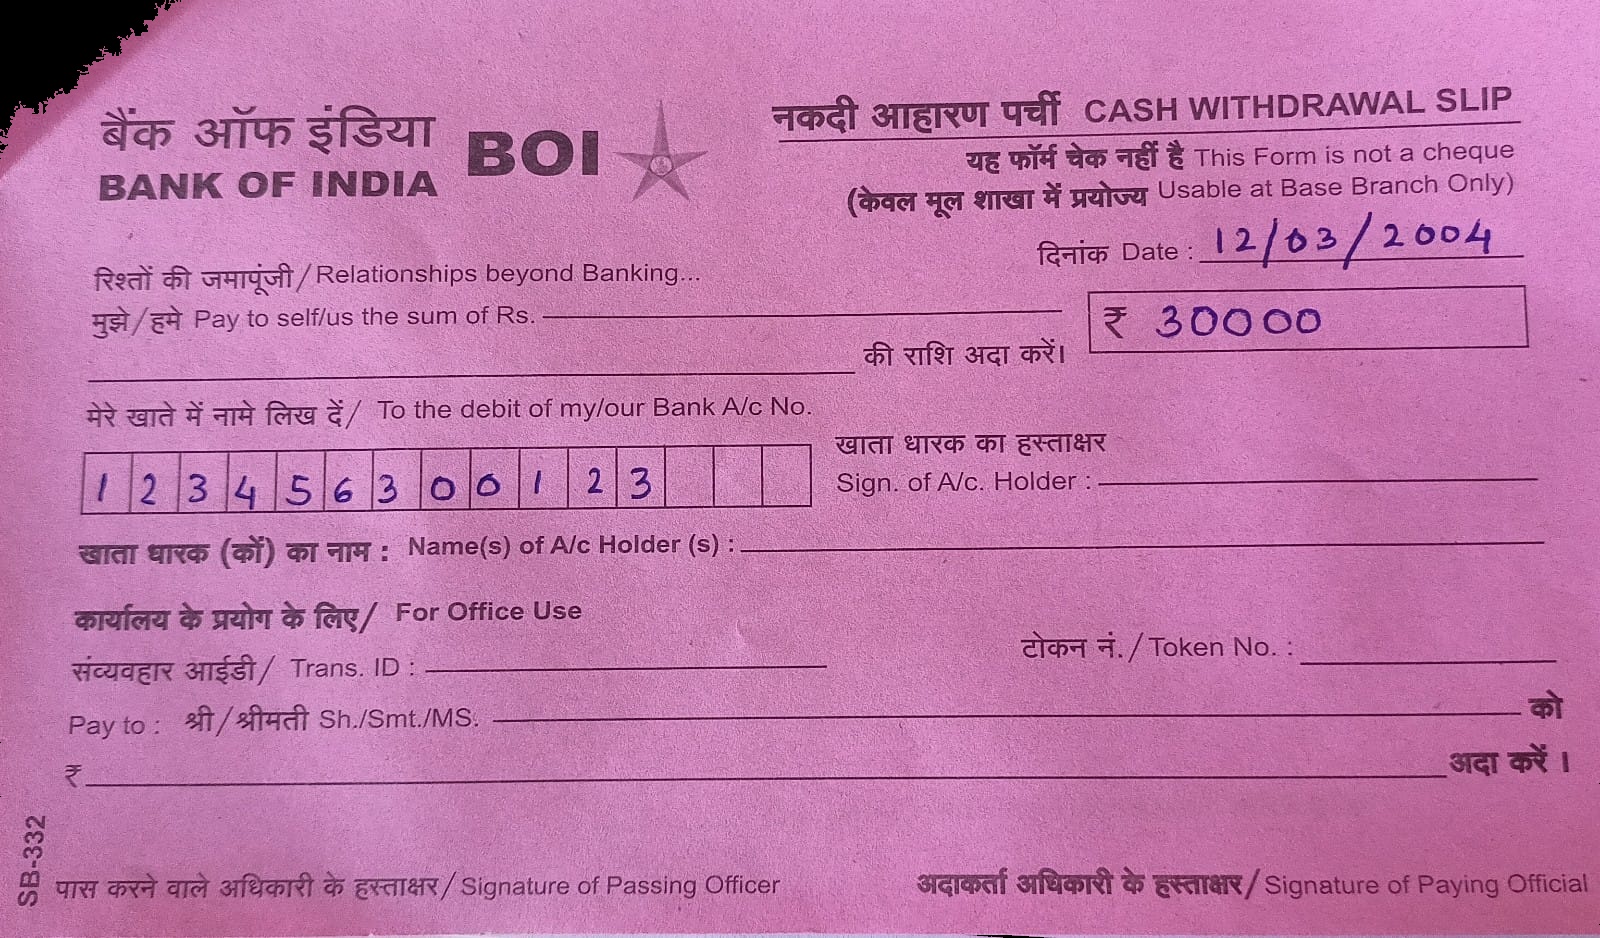 बैंक ऑफ इंडिया BOI
BANK OF INDIA
नकदी आहारण पर्ची CASH WITHDRAWAL SLIP
यह फॉर्म चेक नहीं है This Form is not a cheque
(केवल मूल शाखा में प्रयोज्य Usable at Base Branch Only)
दिनांक Date : 12/03/2004
रिश्तों की जमापूंजी/Relationships beyond Banking...
मुझे/हमे Pay to self/us the sum of Rs.
₹ 30000
की राशि अदा करें।
मेरे खाते में नामे लिख दें/ To the debit of my/our Bank A/c No.
1 2 3 4 5 6 3 0 0 1 2 3
खाता धारक का हस्ताक्षर
Sign. of A/c. Holder :
खाता धारक (कों) का नाम : Name(s) of A/c Holder (s) :
कार्यालय के प्रयोग के लिए/ For Office Use
संव्यवहार आईडी/ Trans. ID :
टोकन नं./Token No. :
Pay to : श्री/श्रीमती Sh./Smt./MS. को
₹ अदा करें ।
SB-332
पास करने वाले अधिकारी के हस्ताक्षर/Signature of Passing Officer
अदाकर्ता अधिकारी के हस्ताक्षर/Signature of Paying Official